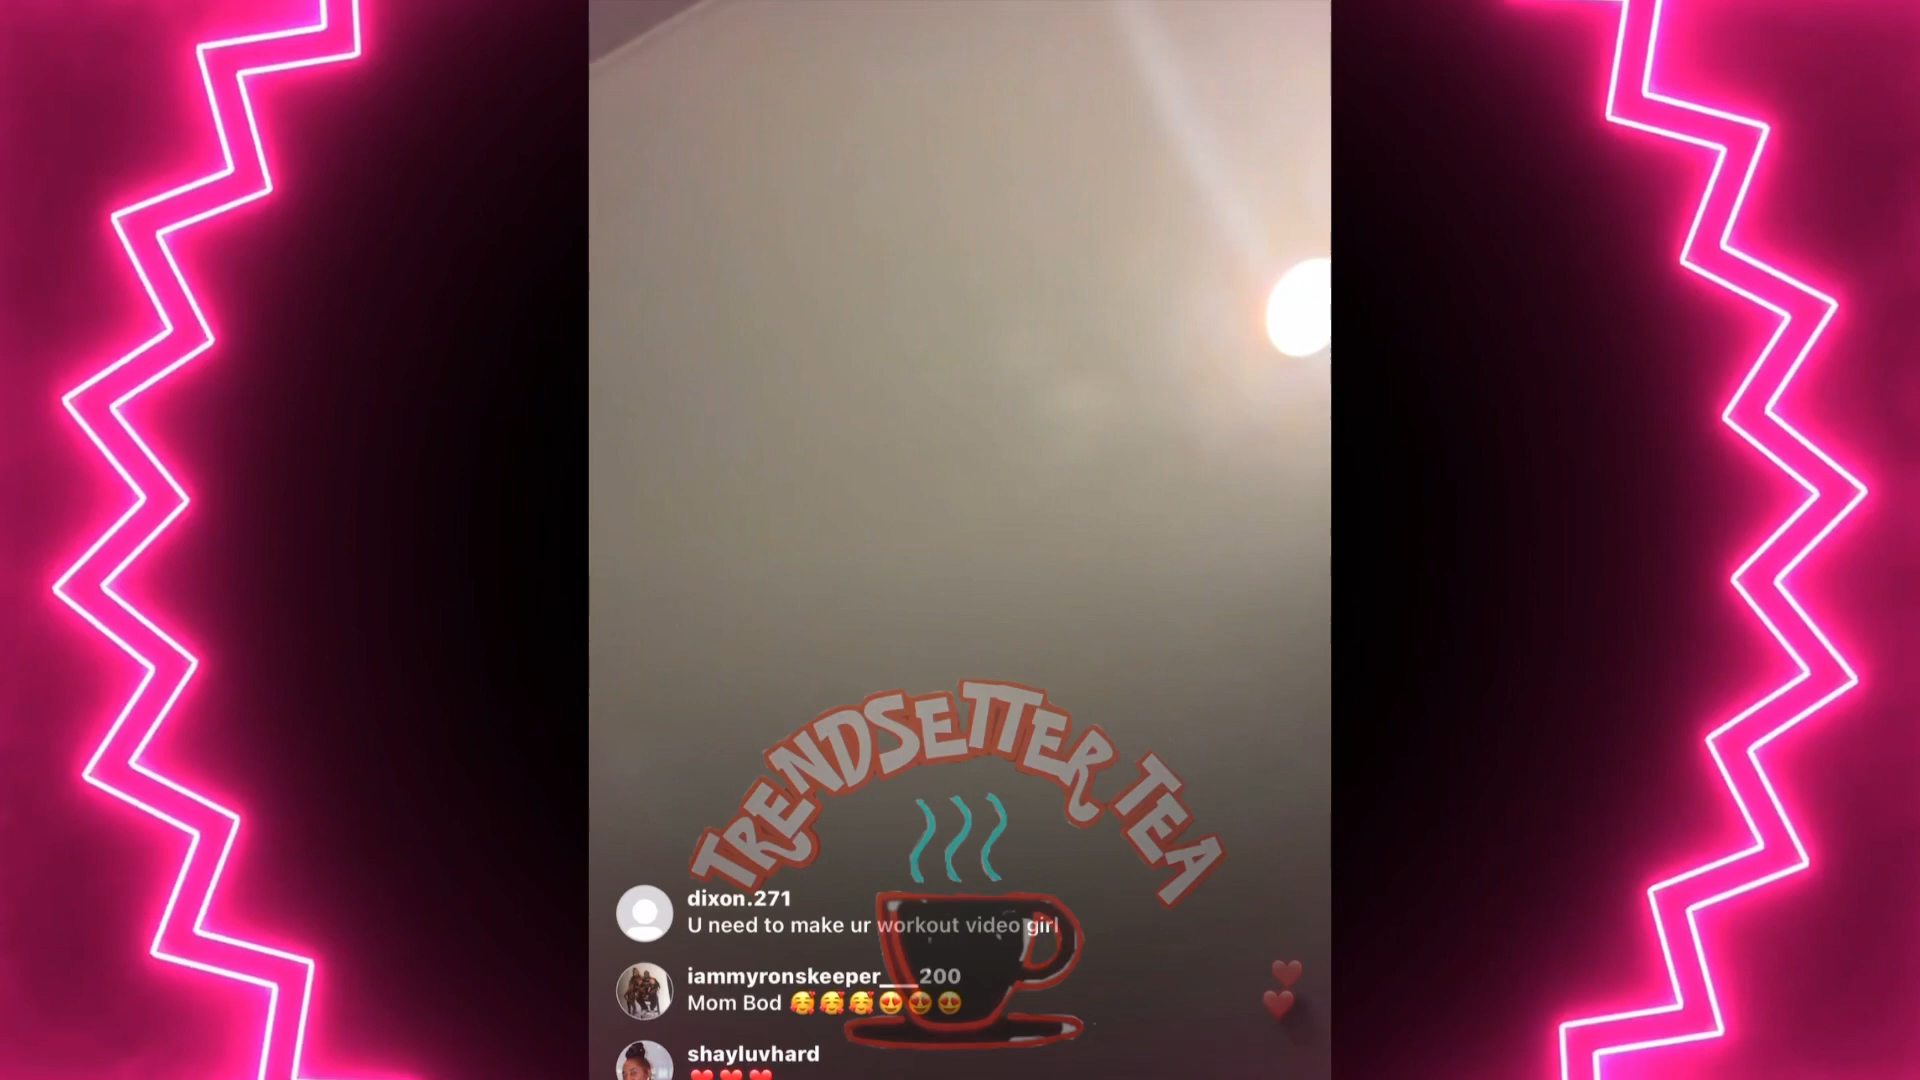 TRENDSETTER TEA
dixon.271
U need to make ur workout video girl
iammyronskeeper___200
Mom Bod 🥰🥰🥰😍😍😍
shayluvhard
❤️❤️❤️